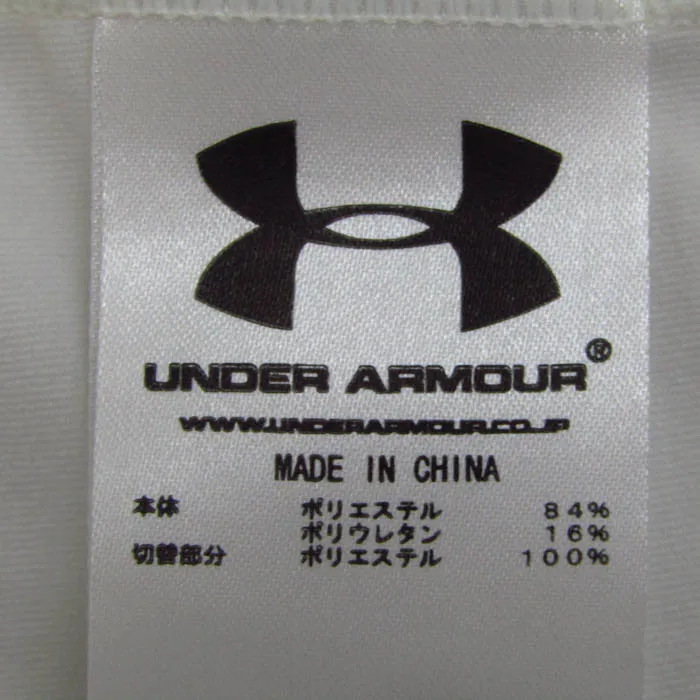 UNDER ARMOUR®
WWW.UNDERARMOUR.CO.JP
MADE IN CHINA
本体 ポリエステル 84%
ポリウレタン 16%
切替部分 ポリエステル 100%